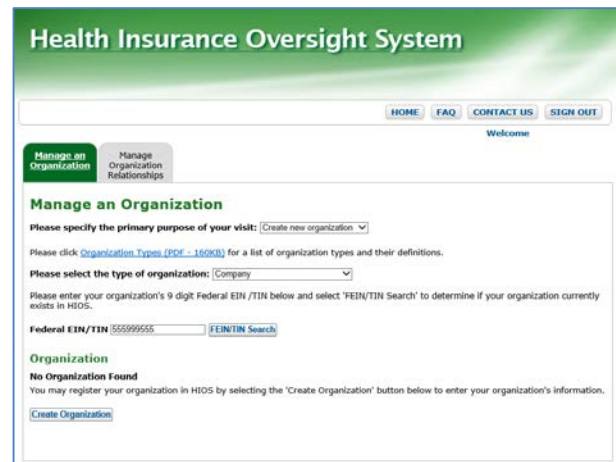 Health Insurance Oversight System
HOME FAQ CONTACT US SIGN OUT
Welcome
Manage an
Organization
Manage
Organization
Relationships
Manage an Organization
Please specify the primary purpose of your visit: Create new organization
Please click Organization Types (PDF - 160KB) for a list of organization types and their definitions.
Please select the type of organization: Company
Please enter your organization's 9 digit Federal EIN /TIN below and select 'FEIN/TIN Search' to determine if your organization currently
exists in HIOS.
Federal EIN/TIN 555999555 FEIN/TIN Search
Organization
No Organization Found
You may register your organization in HIOS by selecting the 'Create Organization' button below to enter your organization's information.
Create Organization